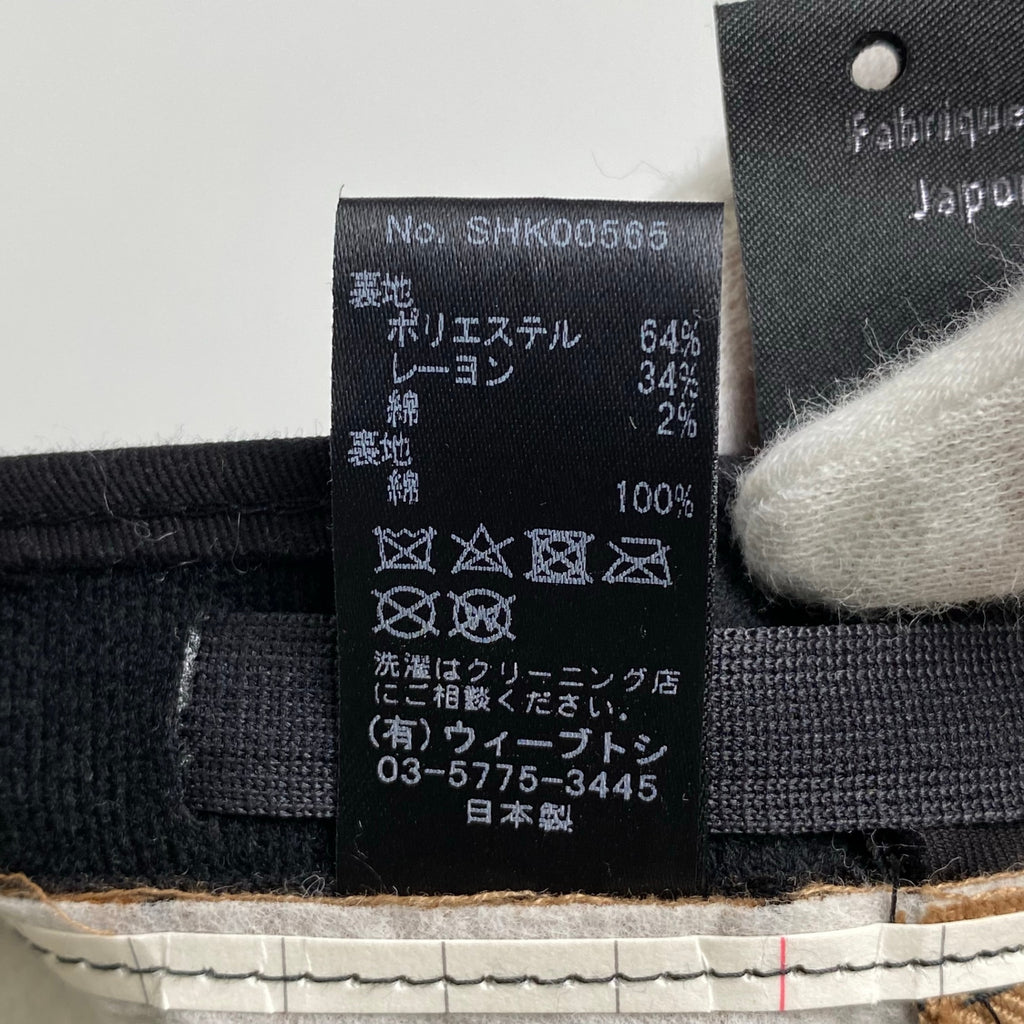 Fabrique
Japon
No. SHK00565
裏地
ポリエステル 64%
レーヨン 34%
綿 2%
裏地
綿 100%
洗濯はクリーニング店
にご相談ください.
(有)ウィーブトシ
03-5775-3445
日本製